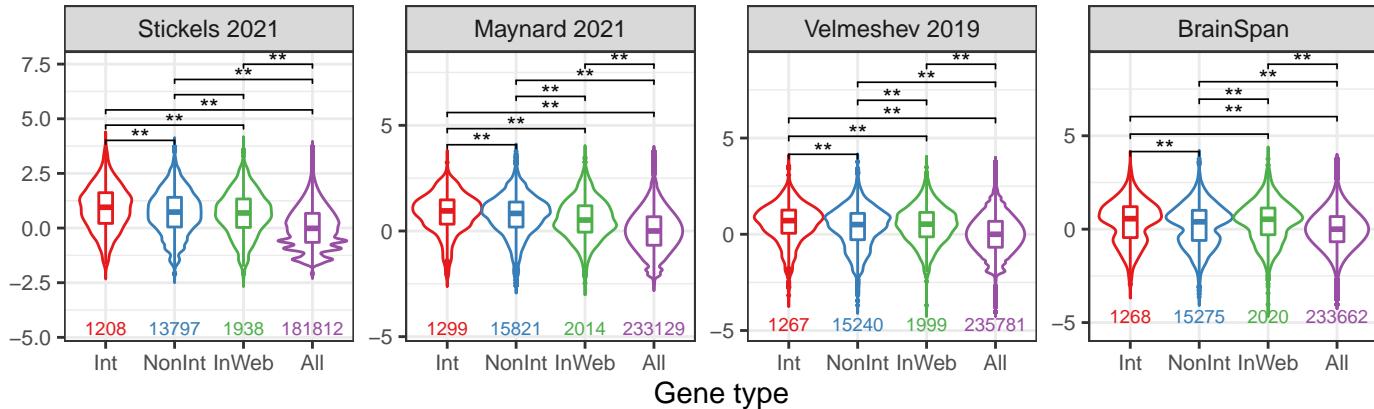 Stickels 2021
7.5
5.0
2.5
0.0
−2.5
−5.0
**
**
**
**
**
1208
13797
1938
181812
Int
NonInt
InWeb
All
Maynard 2021
5
0
−5
**
**
**
**
**
**
1299
15821
2014
233129
Int
NonInt
InWeb
All
Velmeshev 2019
5
0
−5
**
**
**
**
**
**
1267
15240
1999
235781
Int
NonInt
InWeb
All
BrainSpan
5
0
−5
**
**
**
**
**
1268
15275
2020
233662
Int
NonInt
InWeb
All
Gene type